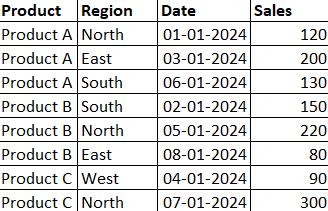 Product Region Date Sales
Product A North 01-01-2024 120
Product A East 03-01-2024 200
Product A South 06-01-2024 130
Product B South 02-01-2024 150
Product B North 05-01-2024 220
Product B East 08-01-2024 80
Product C West 04-01-2024 90
Product C North 07-01-2024 300